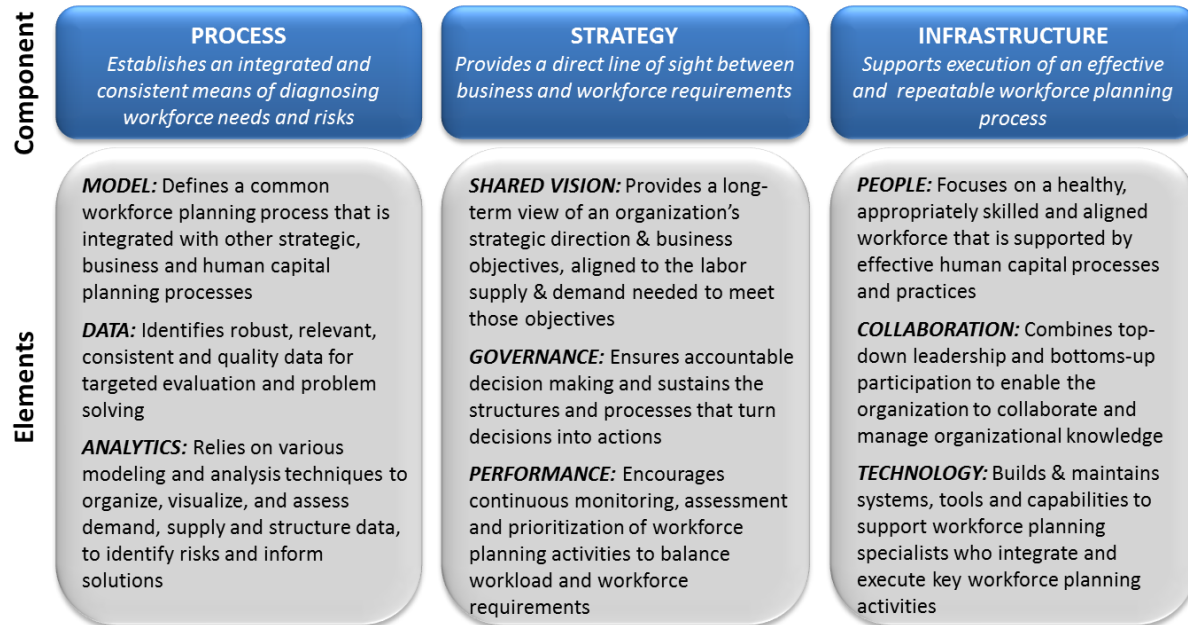 Component
PROCESS
Establishes an integrated and
consistent means of diagnosing
workforce needs and risks
STRATEGY
Provides a direct line of sight between
business and workforce requirements
INFRASTRUCTURE
Supports execution of an effective
and repeatable workforce planning
process
Elements
MODEL: Defines a common
workforce planning process that is
integrated with other strategic,
business and human capital
planning processes
DATA: Identifies robust, relevant,
consistent and quality data for
targeted evaluation and problem
solving
ANALYTICS: Relies on various
modeling and analysis techniques to
organize, visualize, and assess
demand, supply and structure data,
to identify risks and inform
solutions
SHARED VISION: Provides a long-
term view of an organization's
strategic direction & business
objectives, aligned to the labor
supply & demand needed to meet
those objectives
GOVERNANCE: Ensures accountable
decision making and sustains the
structures and processes that turn
decisions into actions
PERFORMANCE: Encourages
continuous monitoring, assessment
and prioritization of workforce
planning activities to balance
workload and workforce
requirements
PEOPLE: Focuses on a healthy,
appropriately skilled and aligned
workforce that is supported by
effective human capital processes
and practices
COLLABORATION: Combines top-
down leadership and bottoms-up
participation to enable the
organization to collaborate and
manage organizational knowledge
TECHNOLOGY: Builds & maintains
systems, tools and capabilities to
support workforce planning
specialists who integrate and
execute key workforce planning
activities